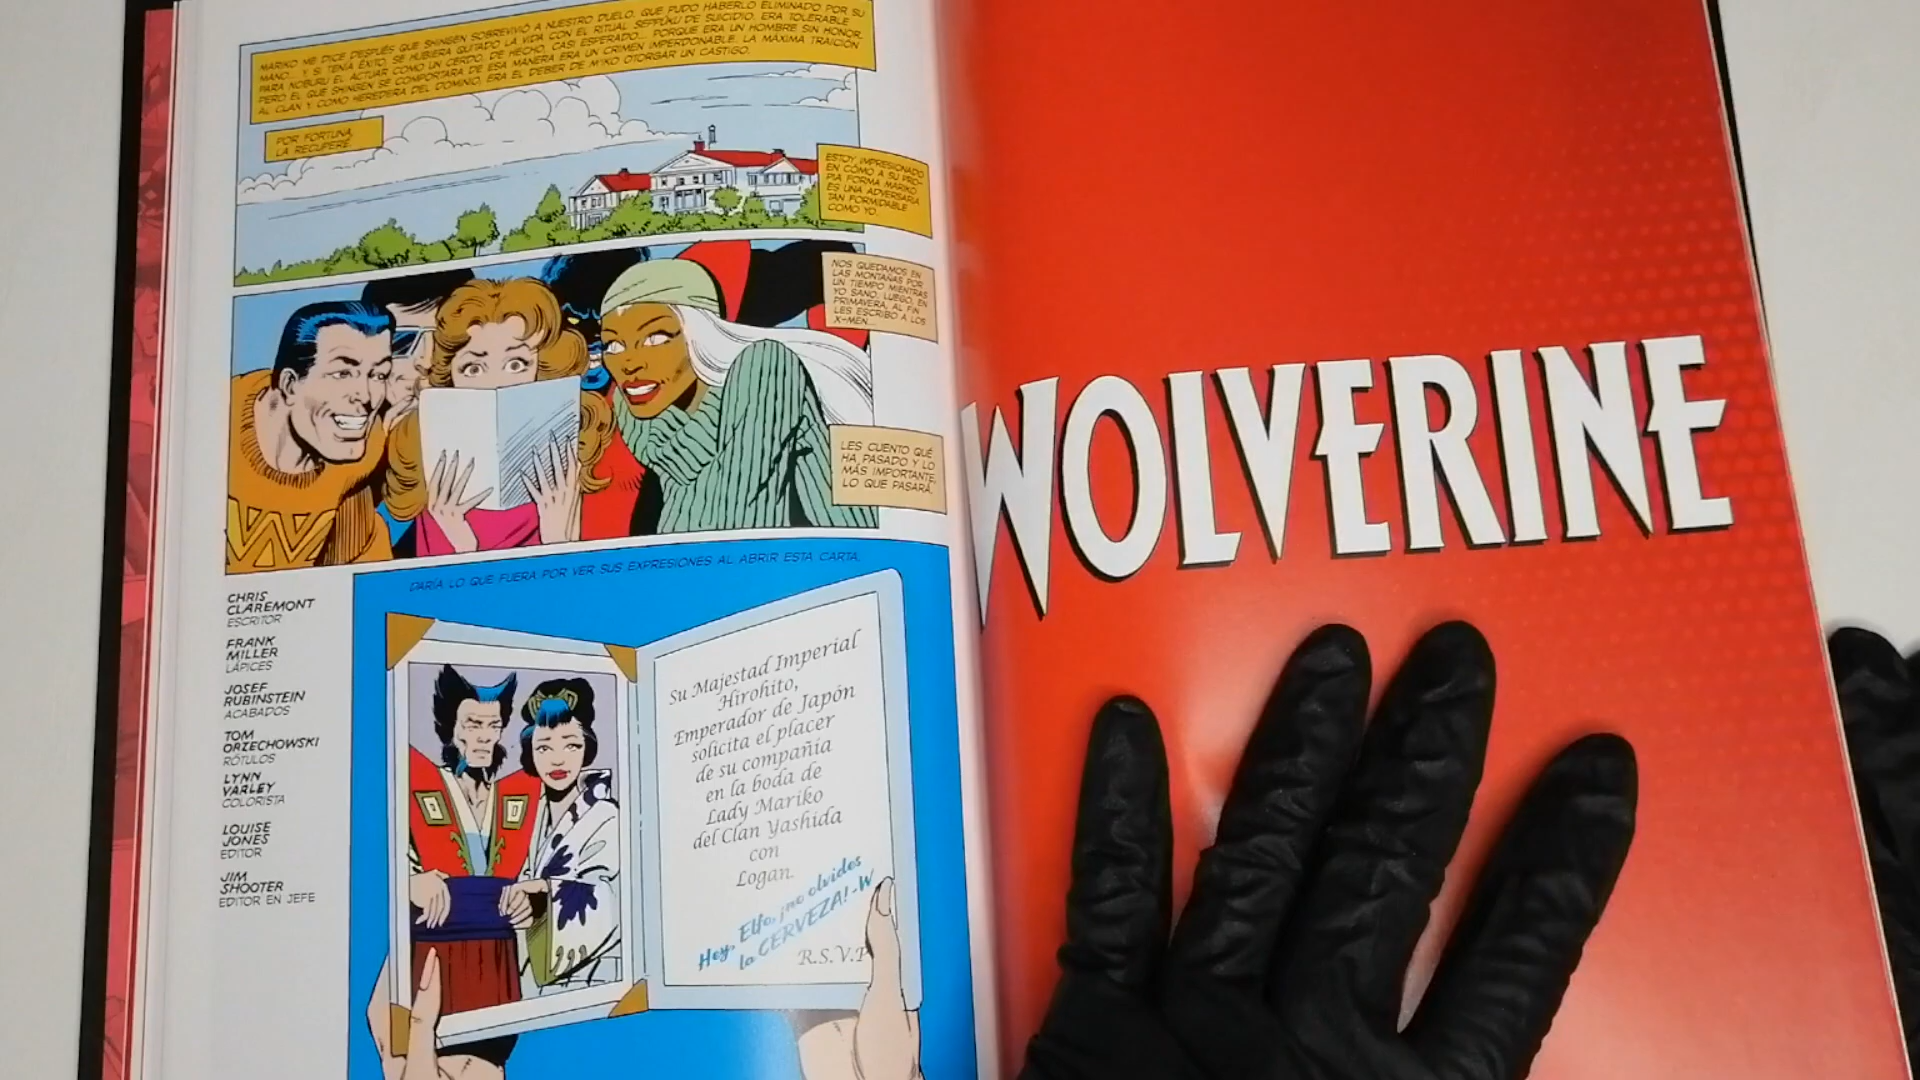 MARIKO ME DICE DESPUÉS QUE SHINGEN SOBREVIVIÓ A NUESTRO DUELO, QUE PUDO HABERLO ELIMINADO POR SU
MANO... Y SI TENÍA ÉXITO, SE HUBIERA QUITADO LA VIDA CON EL RITUAL SEPPUKU DE SUICIDIO. ERA TOLERABLE
PARA NOBURU EL ACTUAR COMO UN CERDO, DE HECHO, CASI ESPERADO... PORQUE ERA UN HOMBRE SIN HONOR.
PERO EL QUE SHINGEN SE COMPORTARA DE ESA MANERA ERA UN CRIMEN IMPERDONABLE. LA MÁXIMA TRAICIÓN
AL CLAN Y COMO HEREDERA DEL DOMINIO, ERA EL DEBER DE M'IKO OTORGAR UN CASTIGO.
POR FORTUNA,
LA RECUPERÉ.
ESTOY IMPRESIONADO
EN CÓMO A SU PRO-
PIA FORMA MARIKO
ES UNA ADVERSARIA
TAN FORMIDABLE
COMO YO.
NOS QUEDAMOS EN
LAS MONTAÑAS POR
UN TIEMPO MIENTRAS
YO SANO. LUEGO, EN
PRIMAVERA, AL FIN
LES ESCRIBO A LOS
X-MEN...
LES CUENTO QUÉ
HA PASADO Y LO
MÁS IMPORTANTE,
LO QUE PASARÁ.
DARÍA LO QUE FUERA POR VER SUS EXPRESIONES AL ABRIR ESTA CARTA.
CHRIS
CLAREMONT
ESCRITOR
FRANK
MILLER
LÁPICES
JOSEF
RUBINSTEIN
ACABADOS
TOM
ORZECHOWSKI
RÓTULOS
LYNN
VARLEY
COLORISTA
LOUISE
JONES
EDITOR
JIM
SHOOTER
EDITOR EN JEFE
Su Majestad Imperial
Hirohito,
Emperador de Japón
solicita el placer
de su compañía
en la boda de
Lady Mariko
del Clan Yashida
con
Logan.
Hey, Elfo, ¡no olvides
la CERVEZA! -W
R.S.V.P
WOLVERINE